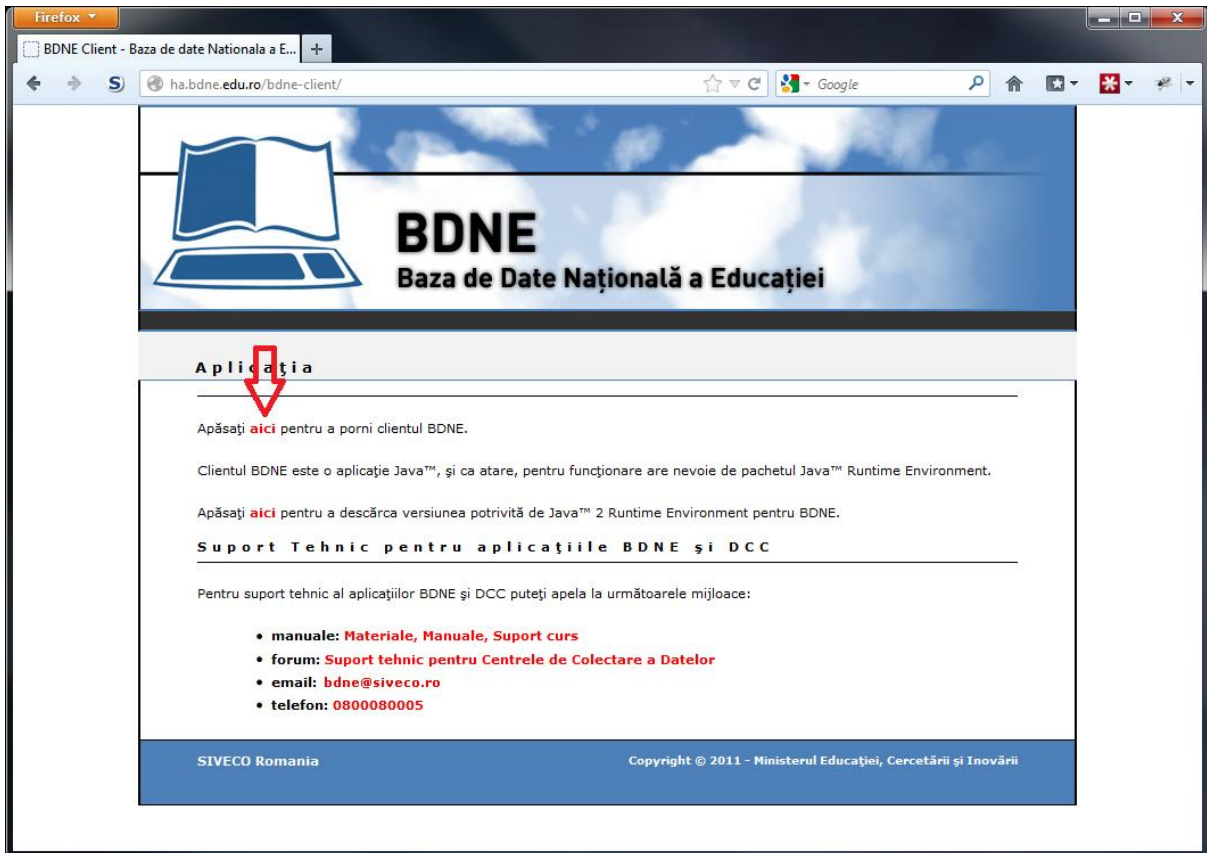 Firefox
BDNE Client - Baza de date Nationala a E...
ha.bdne.edu.ro/bdne-client/
Google
BDNE
Baza de Date Națională a Educației
Aplicaţia
Apăsaţi aici pentru a porni clientul BDNE.
Clientul BDNE este o aplicaţie Java™, şi ca atare, pentru funcţionare are nevoie de pachetul Java™ Runtime Environment.
Apăsaţi aici pentru a descărca versiunea potrivită de Java™ 2 Runtime Environment pentru BDNE.
Suport Tehnic pentru aplicaţiile BDNE şi DCC
Pentru suport tehnic al aplicaţiilor BDNE şi DCC puteţi apela la următoarele mijloace:
• manuale: Materiale, Manuale, Suport curs
• forum: Suport tehnic pentru Centrele de Colectare a Datelor
• email: bdne@siveco.ro
• telefon: 0800080005
SIVECO Romania
Copyright © 2011 - Ministerul Educaţiei, Cercetării şi Inovării